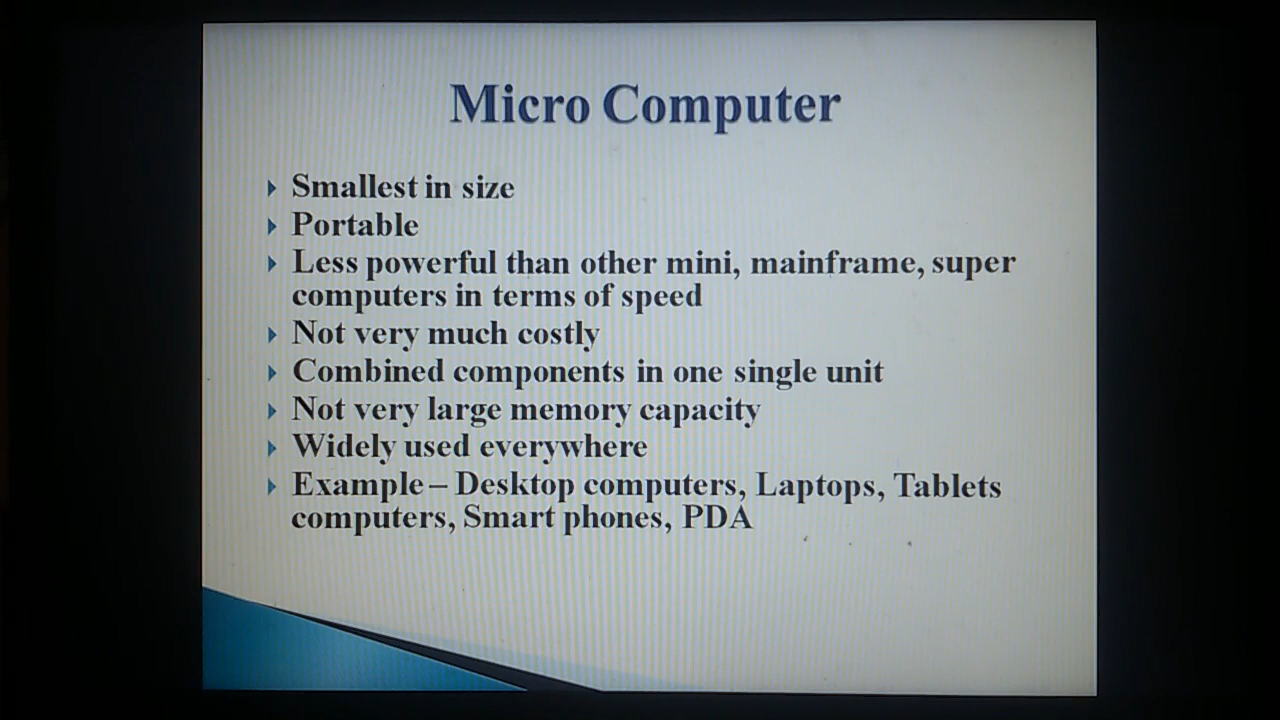 Micro Computer
Smallest in size
Portable
Less powerful than other mini, mainframe, super
computers in terms of speed
Not very much costly
Combined components in one single unit
Not very large memory capacity
Widely used everywhere
Example – Desktop computers, Laptops, Tablets
computers, Smart phones, PDA